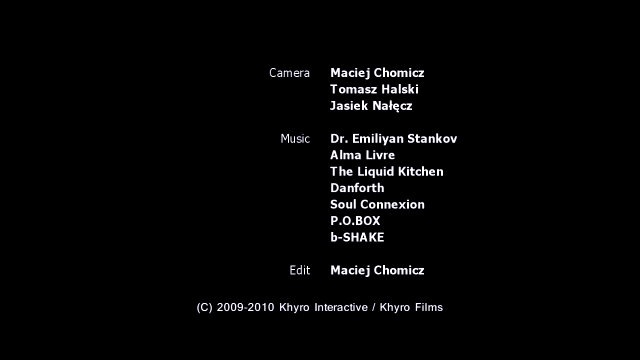 Camera Maciej Chomicz
Tomasz Halski
Jasiek Nałęcz
Music Dr. Emiliyan Stankov
Alma Livre
The Liquid Kitchen
Danforth
Soul Connexion
P.O.BOX
b-SHAKE
Edit Maciej Chomicz
(C) 2009-2010 Khyro Interactive / Khyro Films